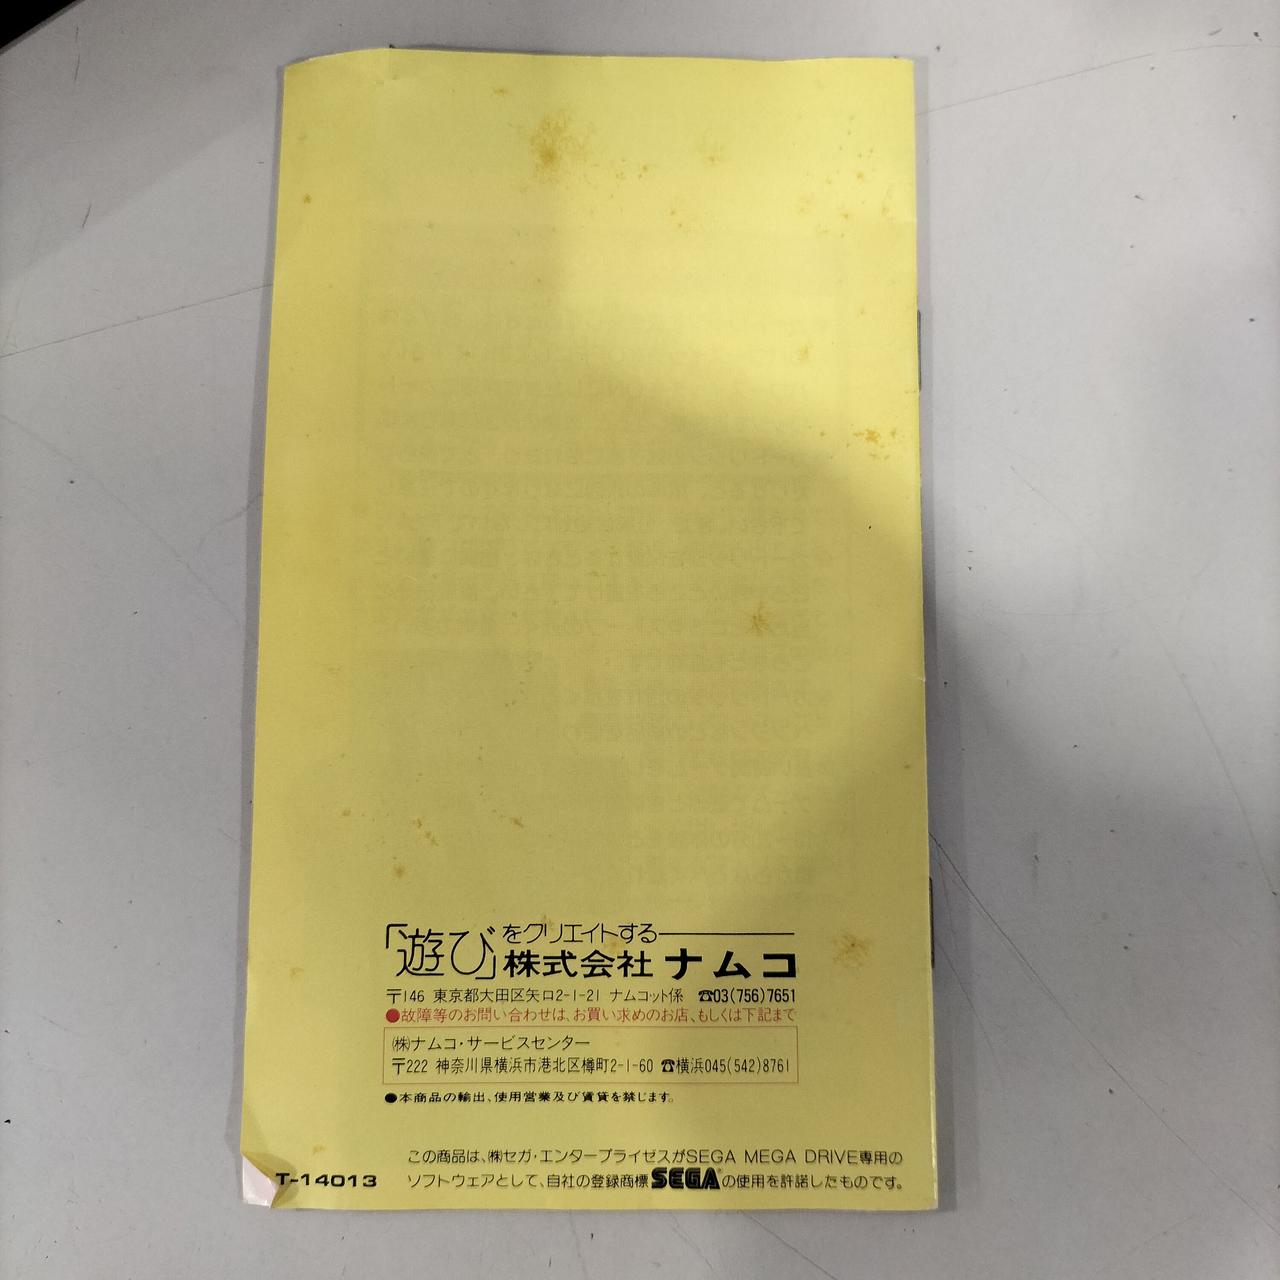 「遊び」をクリエイトする
株式会社ナムコ
〒146 東京都大田区矢口2-1-21 ナムコット係 ☎03(756)7651
●故障等のお問い合わせは、お買い求めのお店、もしくは下記まで
㈱ナムコ・サービスセンター
〒222 神奈川県横浜市港北区樽町2-1-60 ☎横浜045(542)8761
●本商品の輸出、使用営業及び賃貸を禁じます。
この商品は、㈱セガ・エンタープライゼスがSEGA MEGA DRIVE専用の
ソフトウェアとして、自社の登録商標SEGA®の使用を許諾したものです。
T-14013